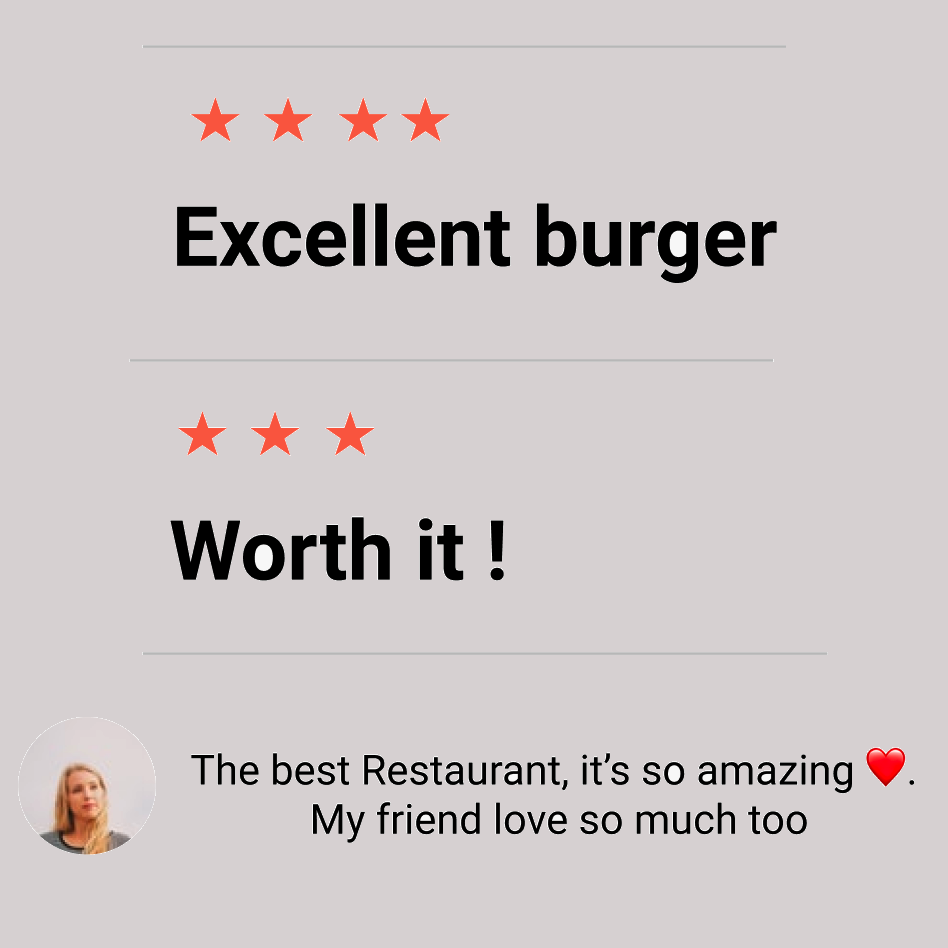 Excellent burger
Worth it !
The best Restaurant, it’s so amazing ❤️.
My friend love so much too